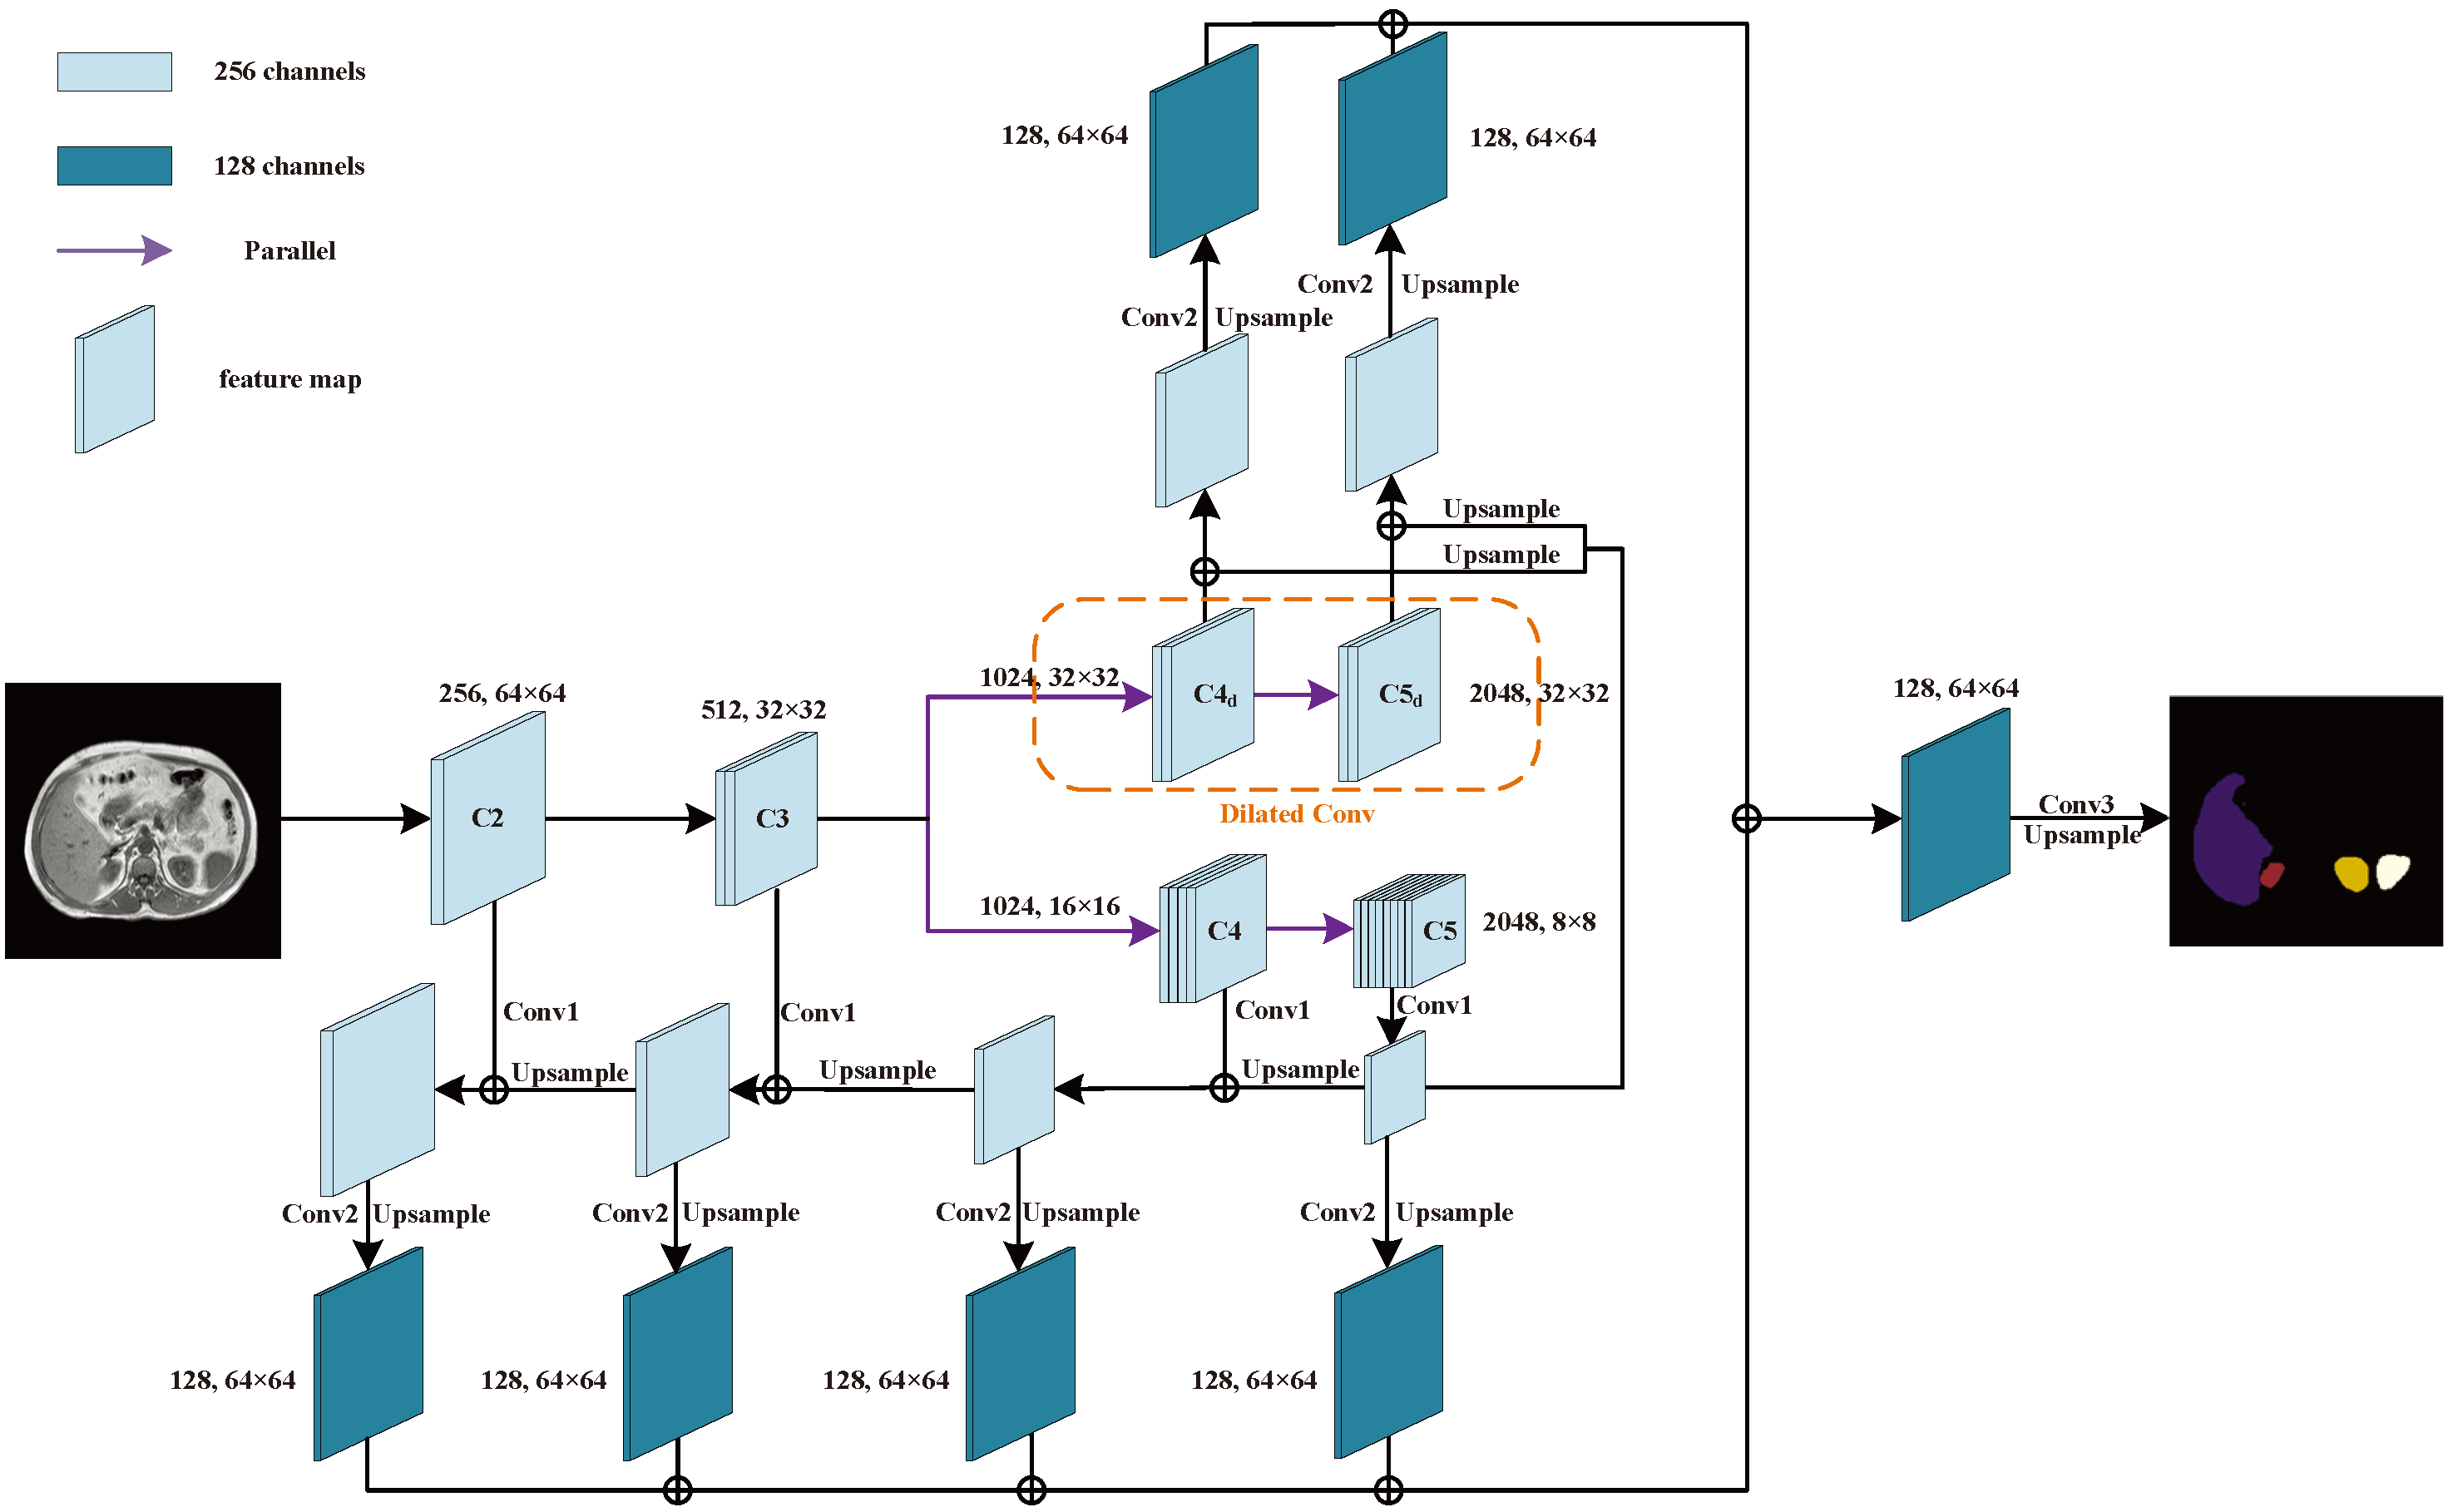 256 channels
128 channels
Parallel
feature map
128, 64×64
128, 64×64
Conv2 Upsample
Conv2 Upsample
Upsample
Upsample
1024, 32×32
C4d
C5d
2048, 32×32
Dilated Conv
256, 64×64
C2
512, 32×32
C3
1024, 16×16
C4
C5
2048, 8×8
128, 64×64
Conv3
Upsample
Conv1
Conv1
Conv1
Conv1
Upsample
Upsample
Upsample
Conv2 Upsample
Conv2 Upsample
Conv2 Upsample
Conv2 Upsample
128, 64×64
128, 64×64
128, 64×64
128, 64×64